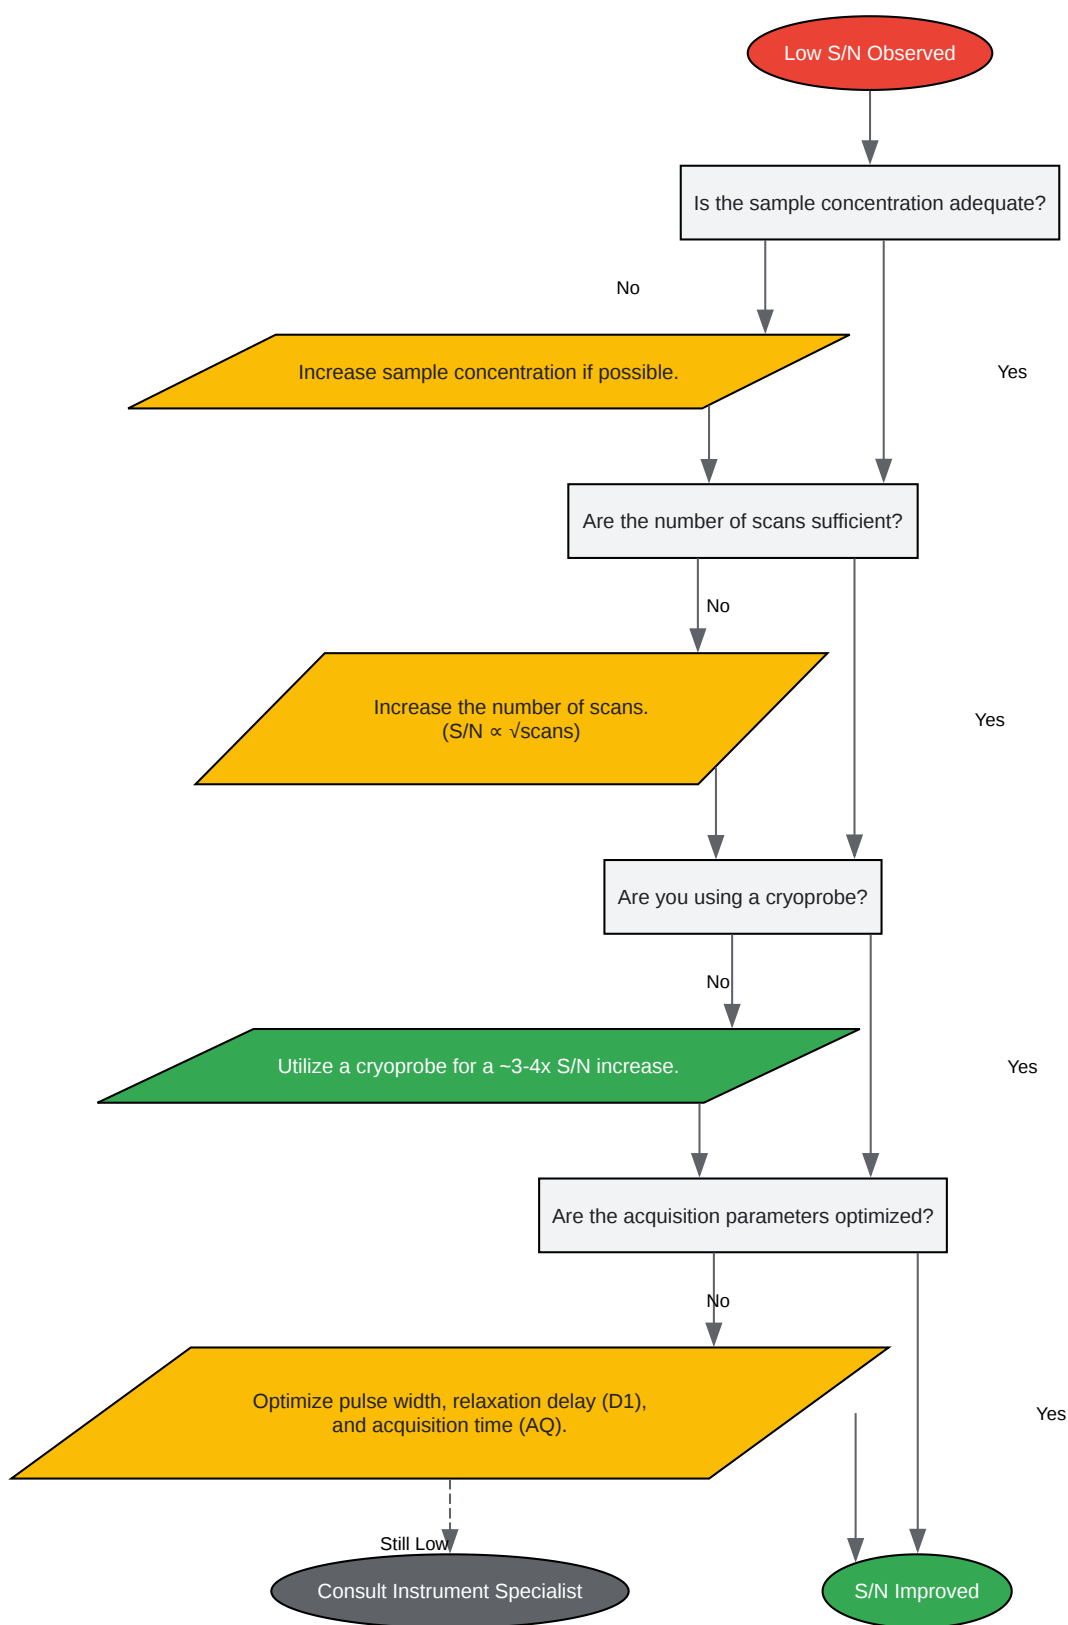 Low S/N Observed
Is the sample concentration adequate?
No
Increase sample concentration if possible.
Yes
Are the number of scans sufficient?
No
Increase the number of scans.
(S/N ∝ √scans)
Yes
Are you using a cryoprobe?
No
Utilize a cryoprobe for a ~3-4x S/N increase.
Yes
Are the acquisition parameters optimized?
No
Optimize pulse width, relaxation delay (D1),
and acquisition time (AQ).
Yes
Still Low
Consult Instrument Specialist
S/N Improved